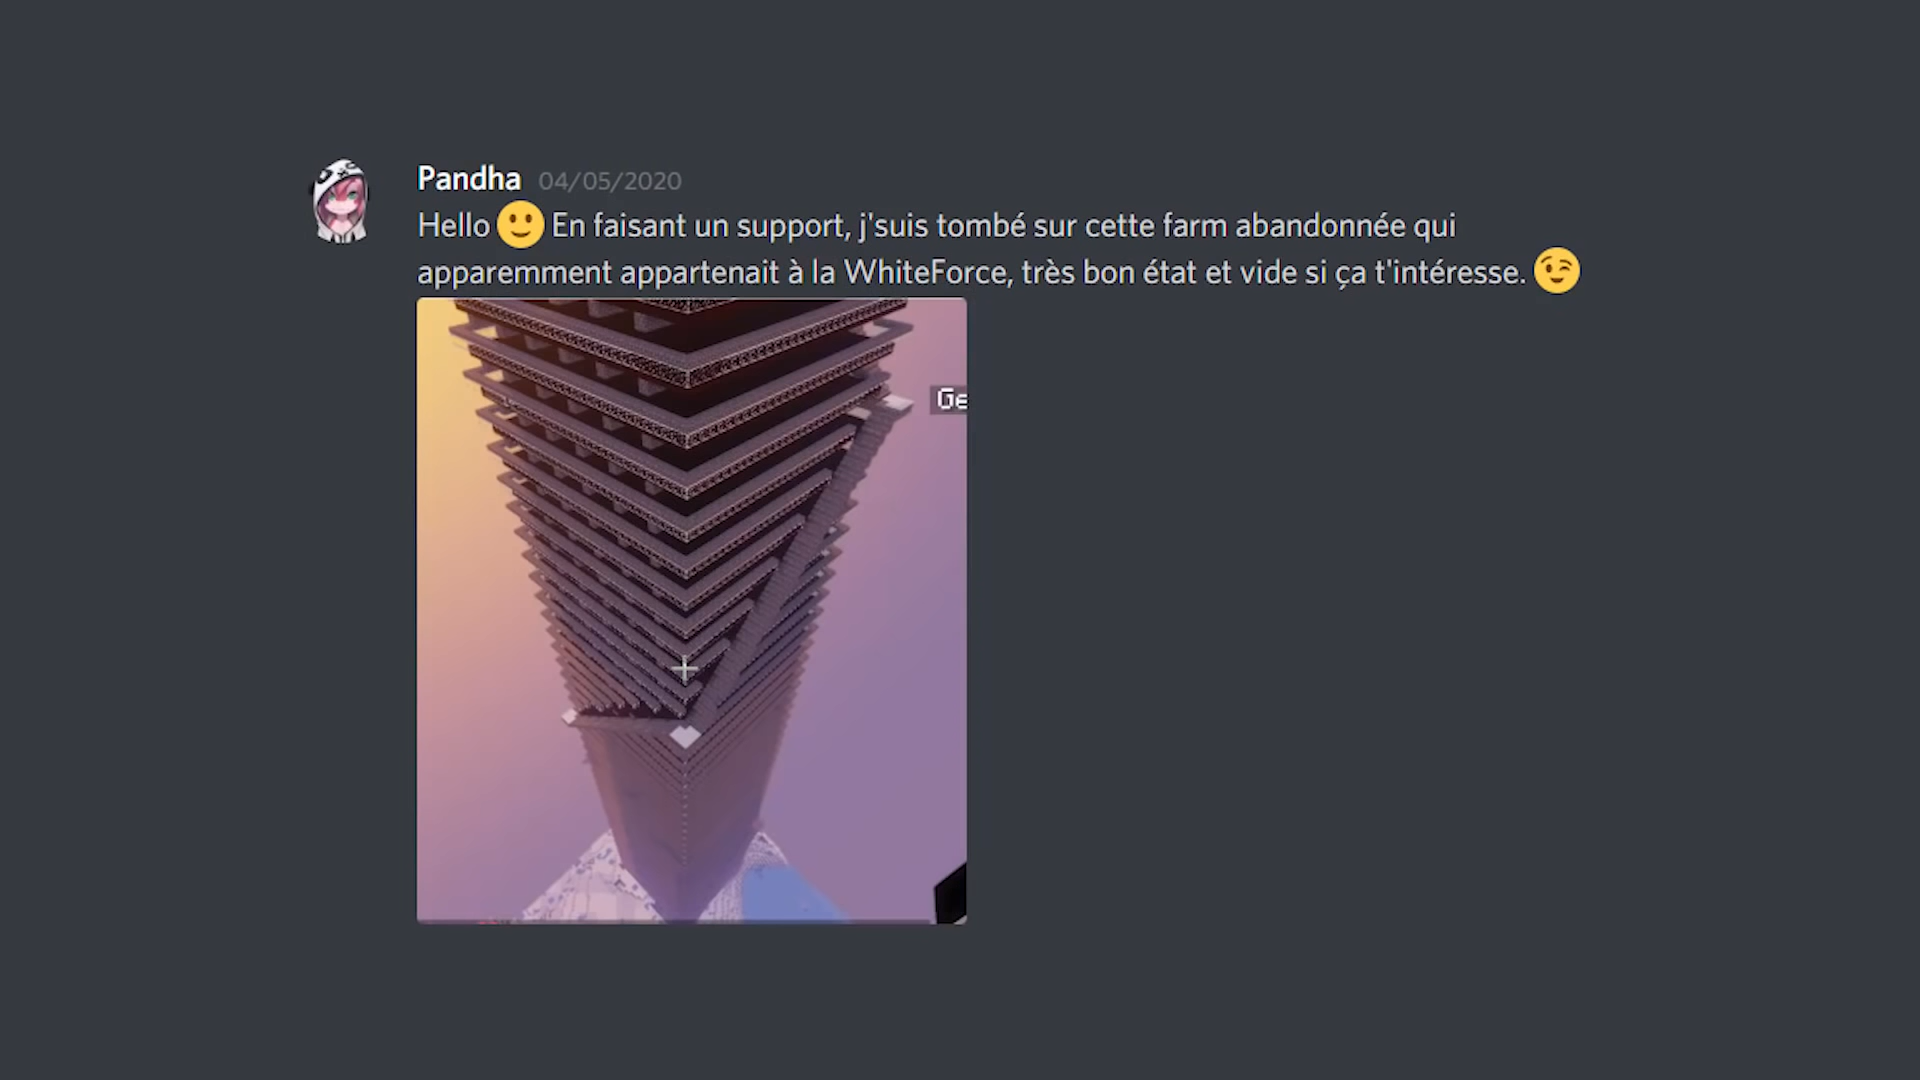 Pandha 04/05/2020
Hello 🙂 En faisant un support, j'suis tombé sur cette farm abandonnée qui
apparemment appartenait à la WhiteForce, très bon état et vide si ça t'intéresse. 😉
Ge